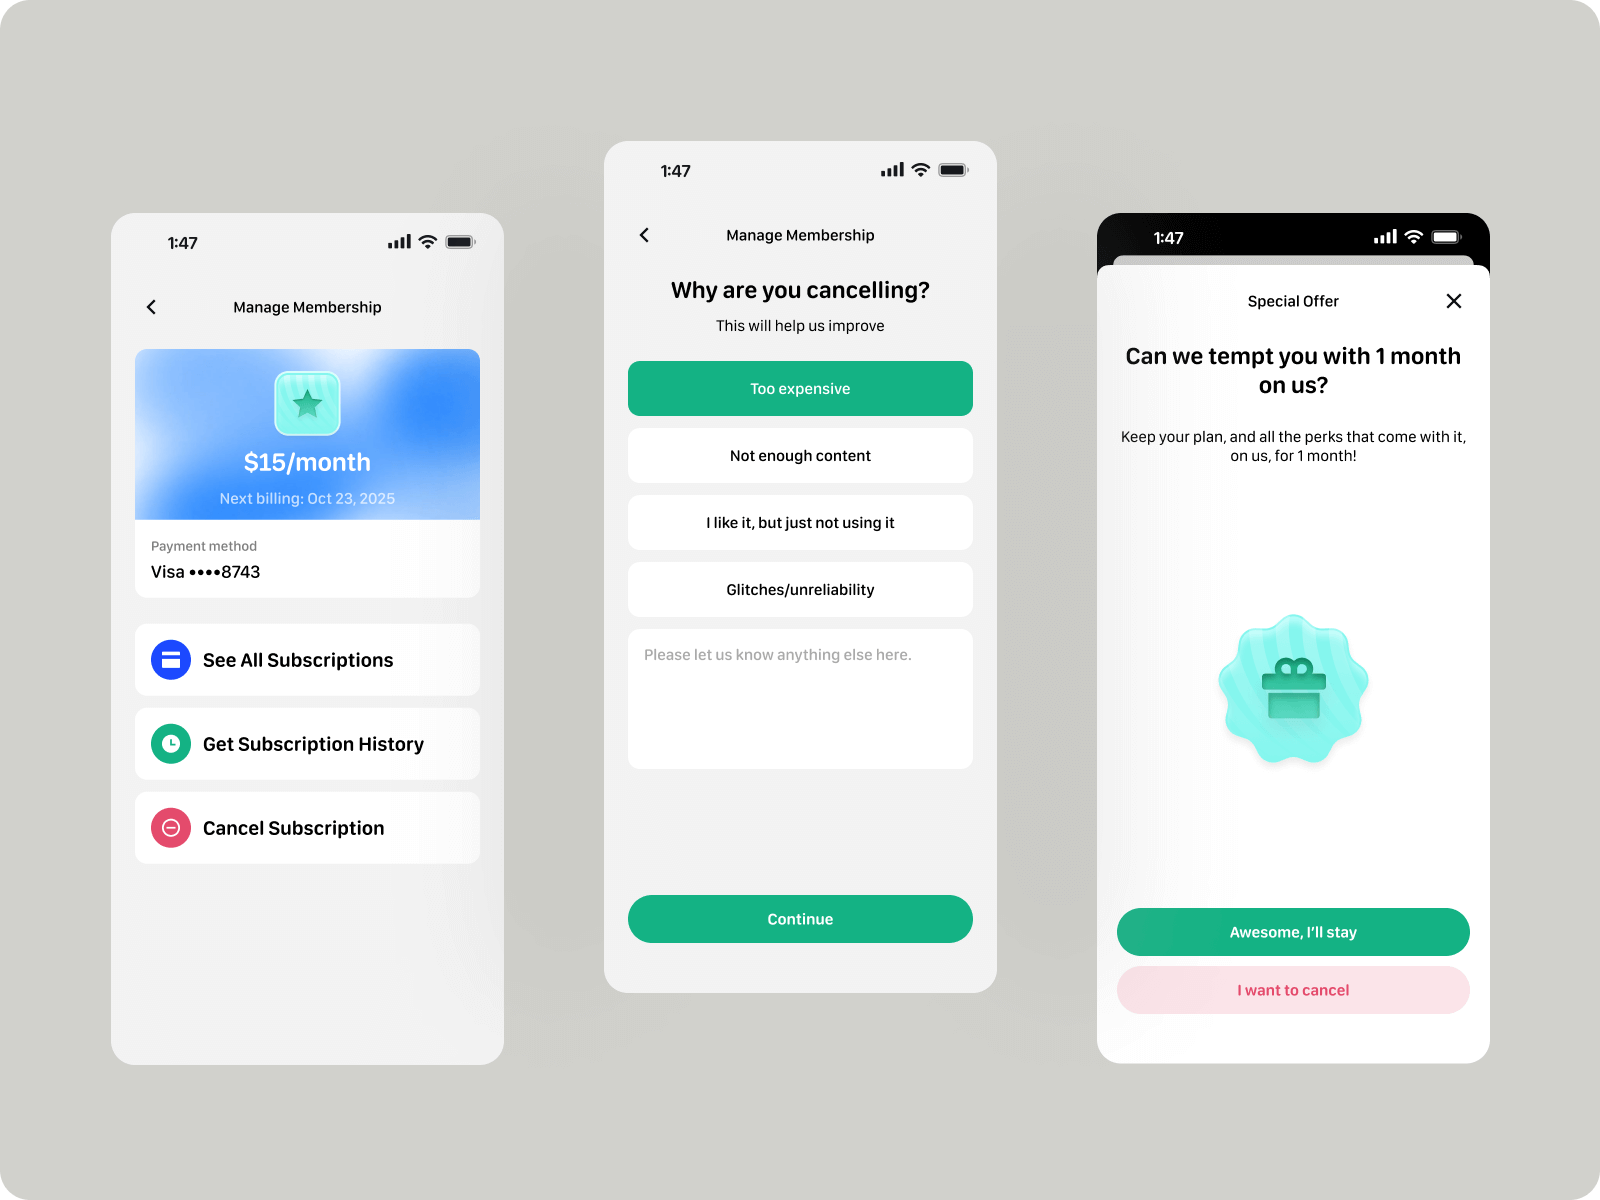 1:47
Manage Membership
$15/month
Next billing: Oct 23, 2025
Payment method
Visa ••••8743
See All Subscriptions
Get Subscription History
Cancel Subscription
1:47
Manage Membership
Why are you cancelling?
This will help us improve
Too expensive
Not enough content
I like it, but just not using it
Glitches/unreliability
Please let us know anything else here.
Continue
1:47
Special Offer
Can we tempt you with 1 month
on us?
Keep your plan, and all the perks that come with it,
on us, for 1 month!
Awesome, I’ll stay
I want to cancel